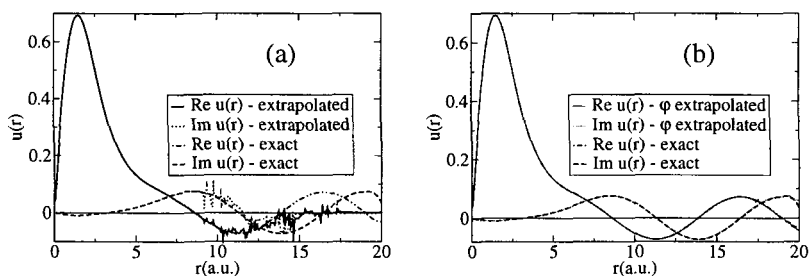 (a)
u(r)
0.6
0.4
0.2
0
Re u(r) - extrapolated
Im u(r) - extrapolated
Re u(r) - exact
Im u(r) - exact
0 5 10 15 20
r(a.u.)
(b)
u(r)
0.6
0.4
0.2
0
Re u(r) - φ extrapolated
Im u(r) - φ extrapolated
Re u(r) - exact
Im u(r) - exact
0 5 10 15 20
r(a.u.)